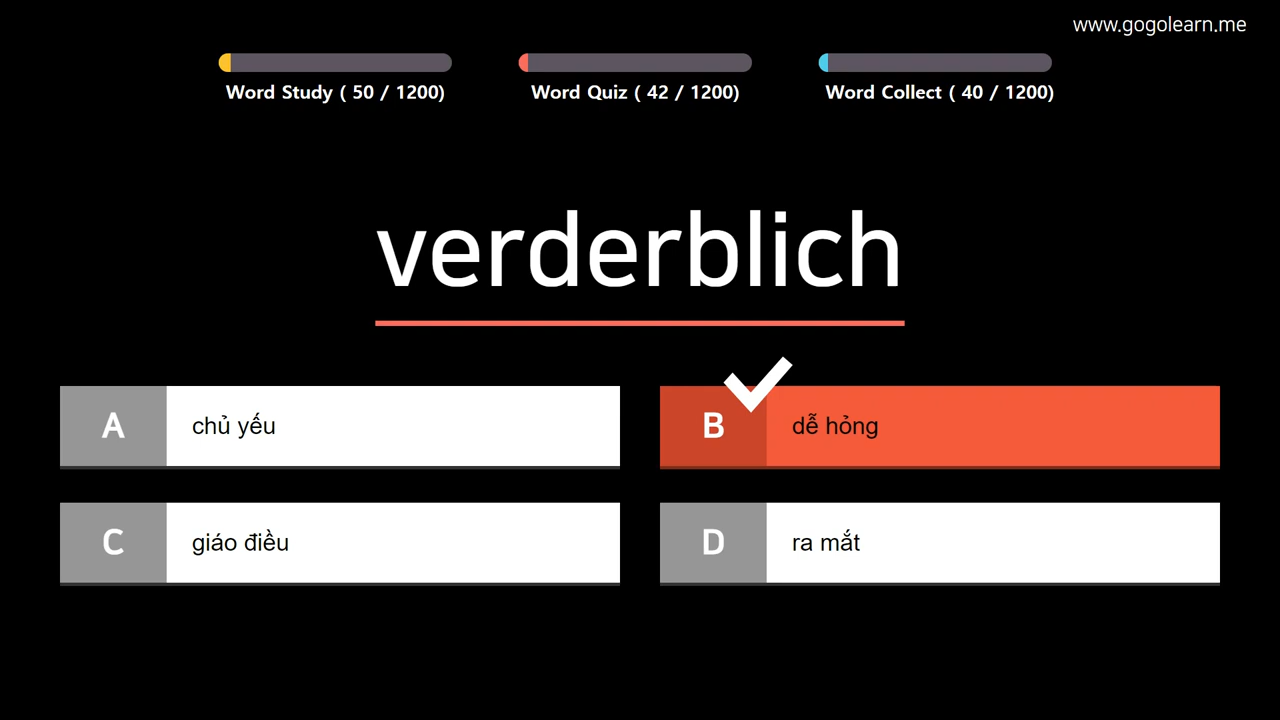 www.gogolearn.me
Word Study ( 50 / 1200)
Word Quiz ( 42 / 1200)
Word Collect ( 40 / 1200)
verderblich
A chủ yếu
B dễ hỏng
C giáo điều
D ra mắt